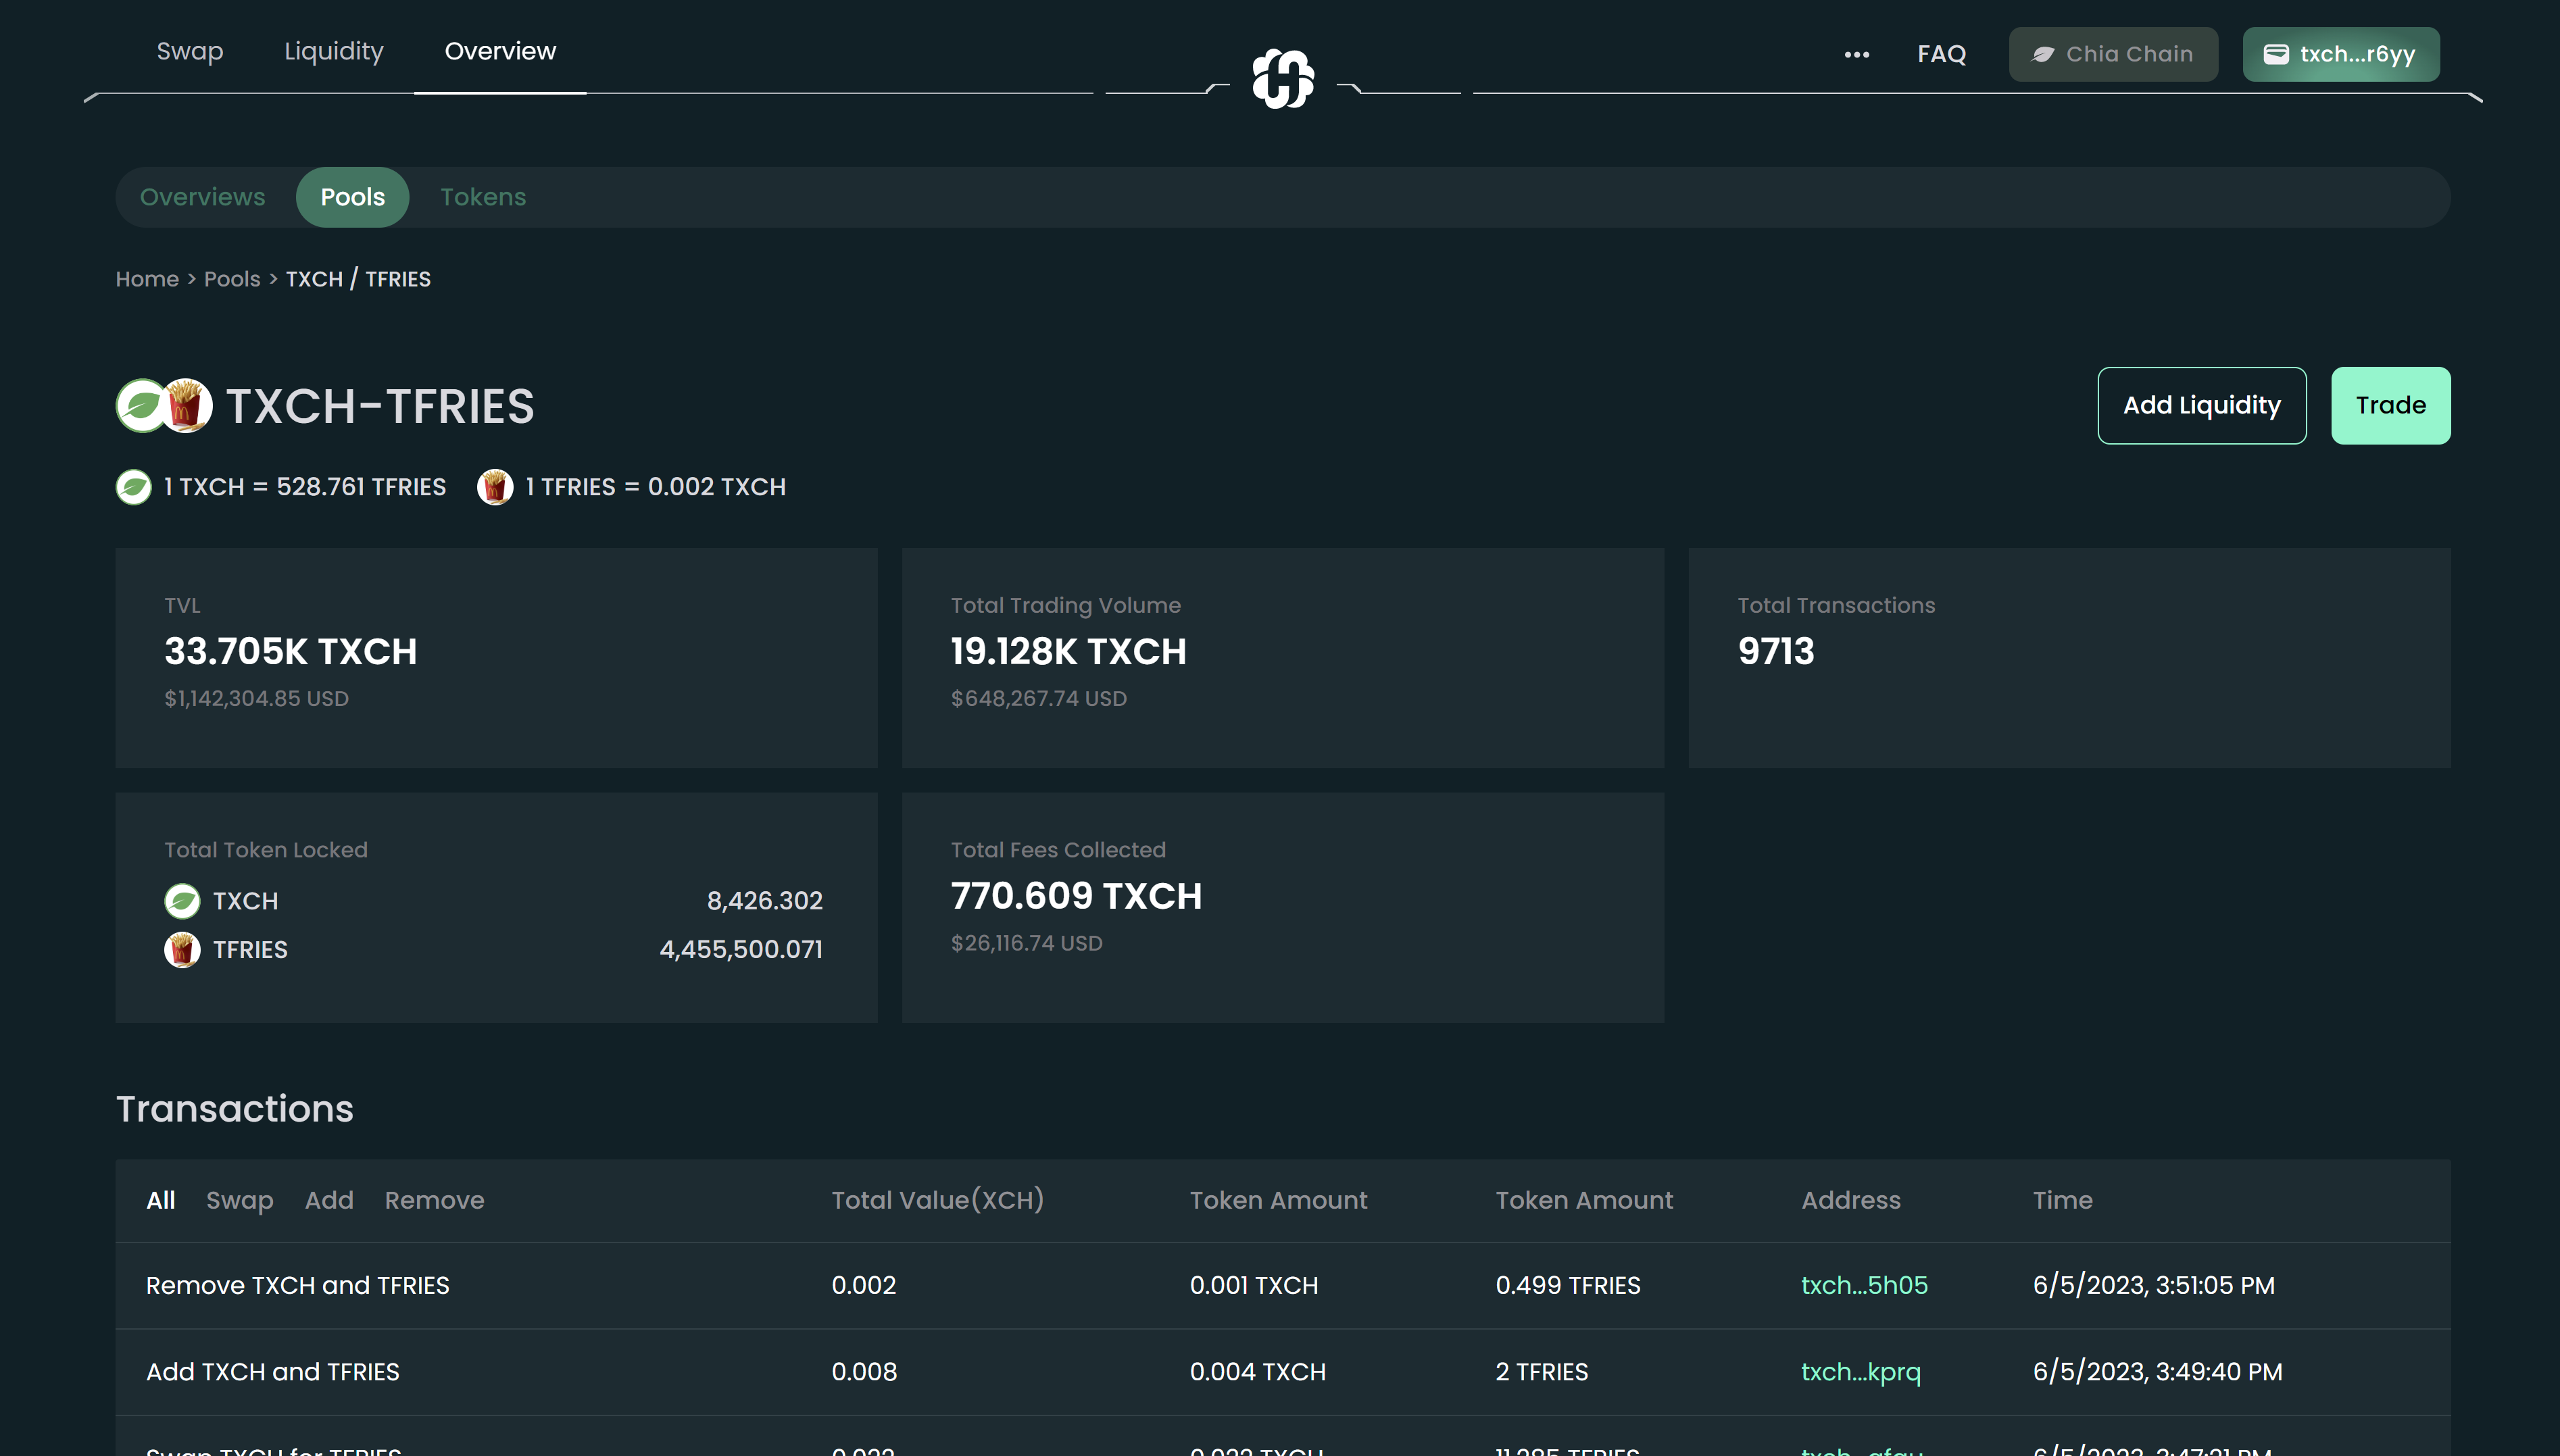 Swap Liquidity Overview ••• FAQ Chia Chain txch...r6yy
Overviews Pools Tokens
Home > Pools > TXCH / TFRIES
TXCH-TFRIES Add Liquidity Trade
1 TXCH = 528.761 TFRIES 1 TFRIES = 0.002 TXCH
TVL
33.705K TXCH
$1,142,304.85 USD
Total Trading Volume
19.128K TXCH
$648,267.74 USD
Total Transactions
9713
Total Token Locked
TXCH 8,426.302
TFRIES 4,455,500.071
Total Fees Collected
770.609 TXCH
$26,116.74 USD
Transactions
All Swap Add Remove Total Value(XCH) Token Amount Token Amount Address Time
Remove TXCH and TFRIES 0.002 0.001 TXCH 0.499 TFRIES txch...5h05 6/5/2023, 3:51:05 PM
Add TXCH and TFRIES 0.008 0.004 TXCH 2 TFRIES txch...kprq 6/5/2023, 3:49:40 PM
Swap TXCH for TFRIES TXCH TFRIES